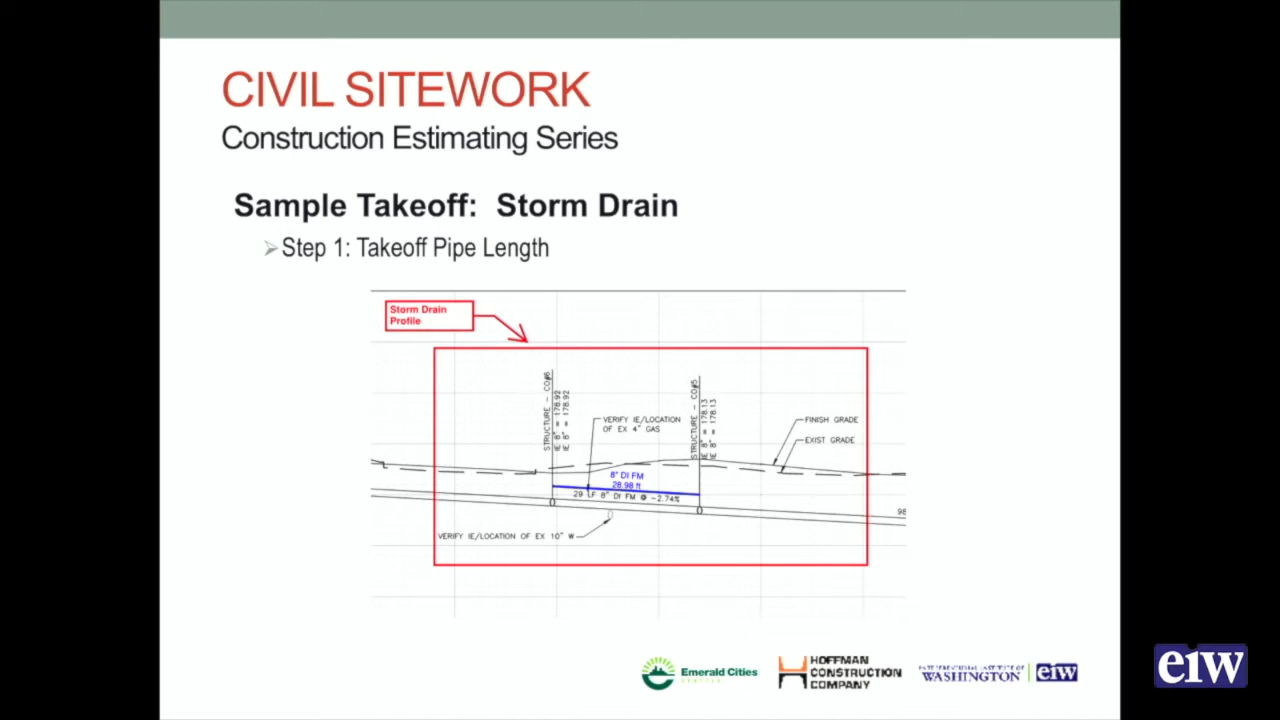 CIVIL SITEWORK
Construction Estimating Series
Sample Takeoff: Storm Drain
Step 1: Takeoff Pipe Length
Storm Drain
Profile
STRUCTURE - CO#6
IE 8" = 178.92
IE 8" = 178.92
STRUCTURE - CO#5
IE 8" = 178.13
IE 8" = 178.13
VERIFY IE/LOCATION
OF EX 4" GAS
FINISH GRADE
EXIST GRADE
8" DI FM
28.98 ft
29 LF 8" DI FM @ -2.74%
98
VERIFY IE/LOCATION OF EX 10" W
Emerald Cities
HOFFMAN
CONSTRUCTION
COMPANY
WASHINGTON
eiw
eiw